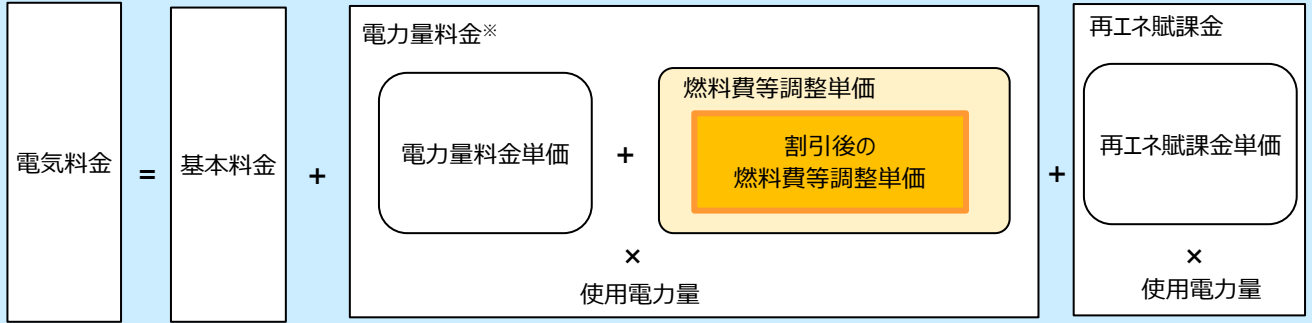 電気料金
=
基本料金
+
電力量料金※
電力量料金単価
+
燃料費等調整単価
割引後の
燃料費等調整単価
×
使用電力量
+
再エネ賦課金
再エネ賦課金単価
×
使用電力量